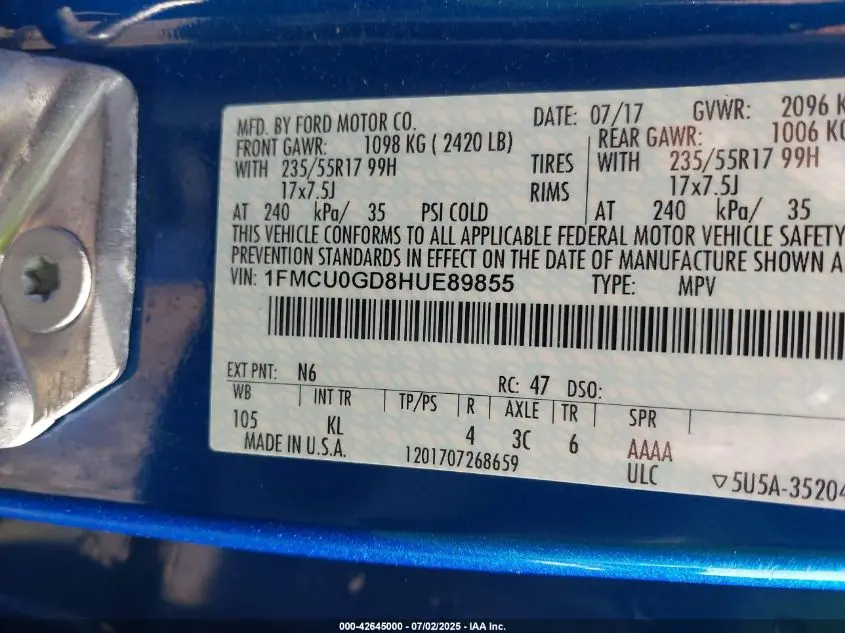 MFD. BY FORD MOTOR CO. DATE: 07/17 GVWR: 2096 K
FRONT GAWR: 1098 KG ( 2420 LB) REAR GAWR: 1006 KG
WITH 235/55R17 99H TIRES WITH 235/55R17 99H
17x7.5J RIMS 17x7.5J
AT 240 kPa/ 35 PSI COLD AT 240 kPa/ 35
THIS VEHICLE CONFORMS TO ALL APPLICABLE FEDERAL MOTOR VEHICLE SAFETY
PREVENTION STANDARDS IN EFFECT ON THE DATE OF MANUFACTURE SHOWN A
VIN: 1FMCU0GD8HUE89855 TYPE: MPV
EXT PNT: N6 RC: 47 DSO:
WB INT TR TP/PS R AXLE TR SPR
105 KL 4 3C 6 AAAA
MADE IN U.S.A. 1201707268659 ULC ▽5U5A-35204
000-42645000 - 07/02/2025 - IAA Inc.